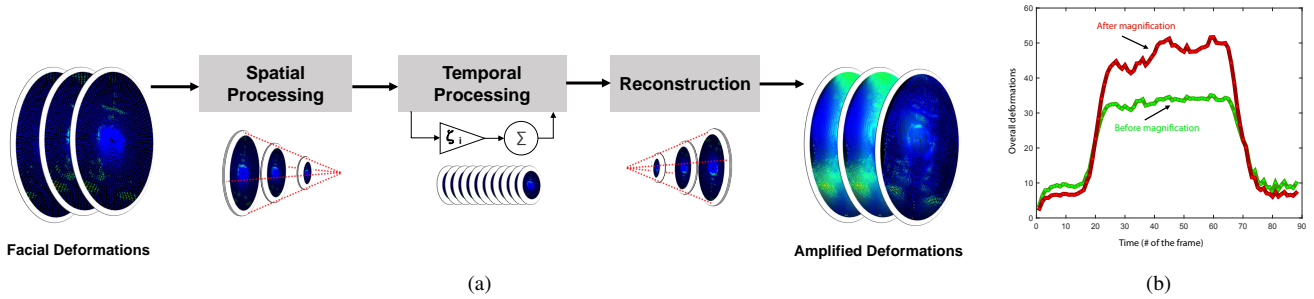 Facial Deformations
Spatial
Processing
Temporal
Processing
ζ i
Σ
Reconstruction
Amplified Deformations
(a)
Overall deformations
60
50
40
30
20
10
0
After magnification
Before magnification
0 10 20 30 40 50 60 70 80 90
Time (# of the frame)
(b)